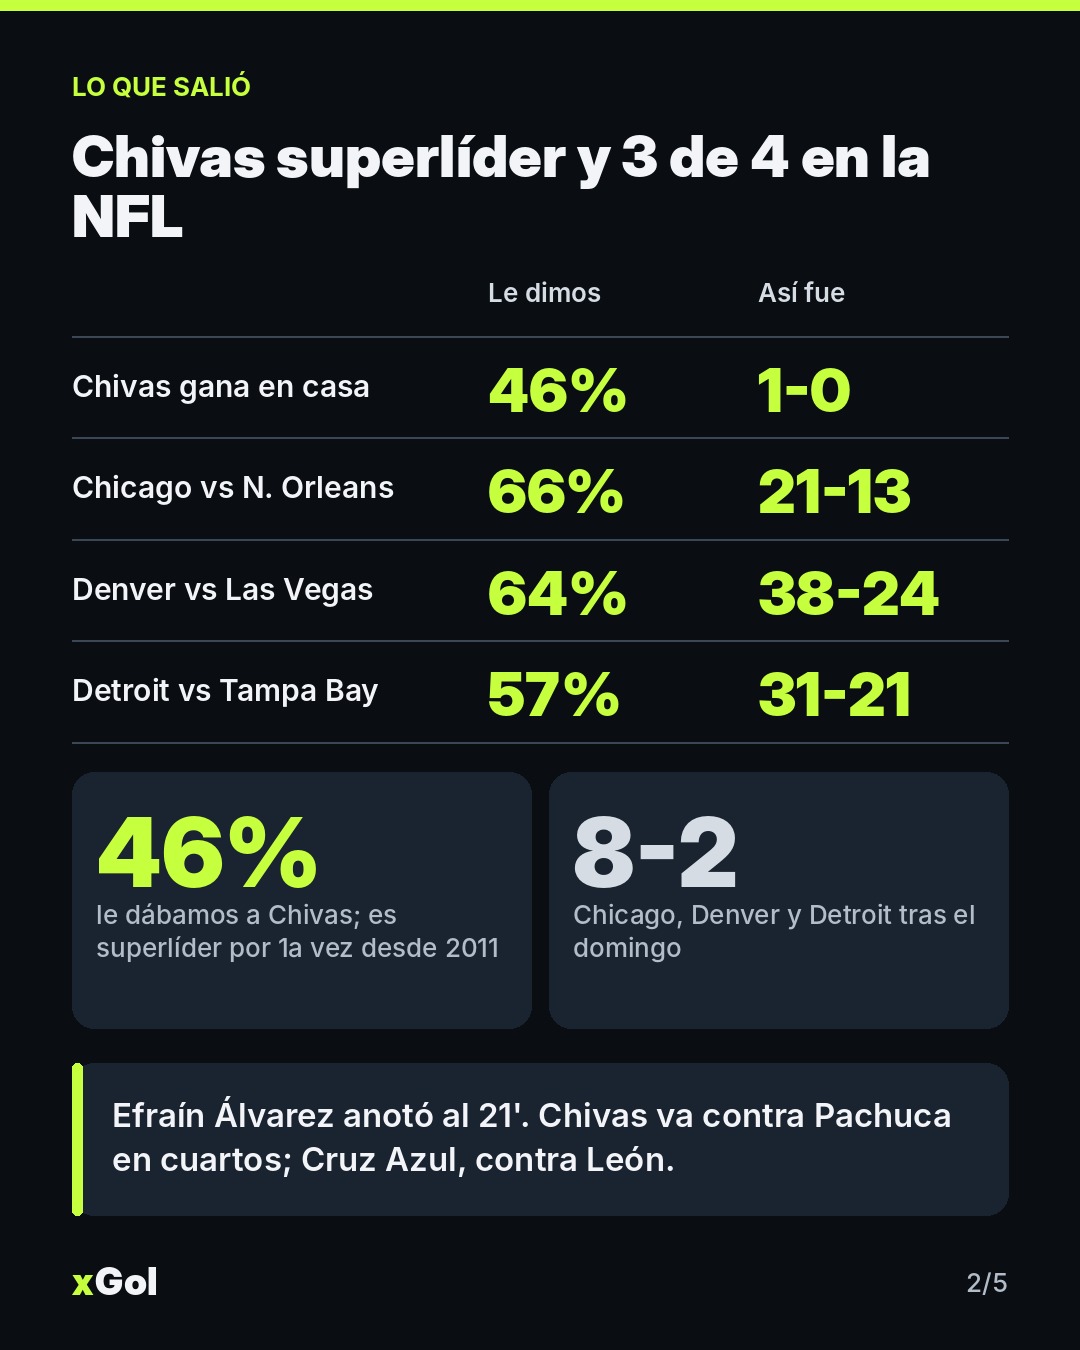 LO QUE SALIÓ
Chivas superlíder y 3 de 4 en la
NFL
Le dimos Así fue
Chivas gana en casa 46% 1-0
Chicago vs N. Orleans 66% 21-13
Denver vs Las Vegas 64% 38-24
Detroit vs Tampa Bay 57% 31-21
46%
le dábamos a Chivas; es
superlíder por 1a vez desde 2011
8-2
Chicago, Denver y Detroit tras el
domingo
Efraín Álvarez anotó al 21'. Chivas va contra Pachuca
en cuartos; Cruz Azul, contra León.
xGol 2/5